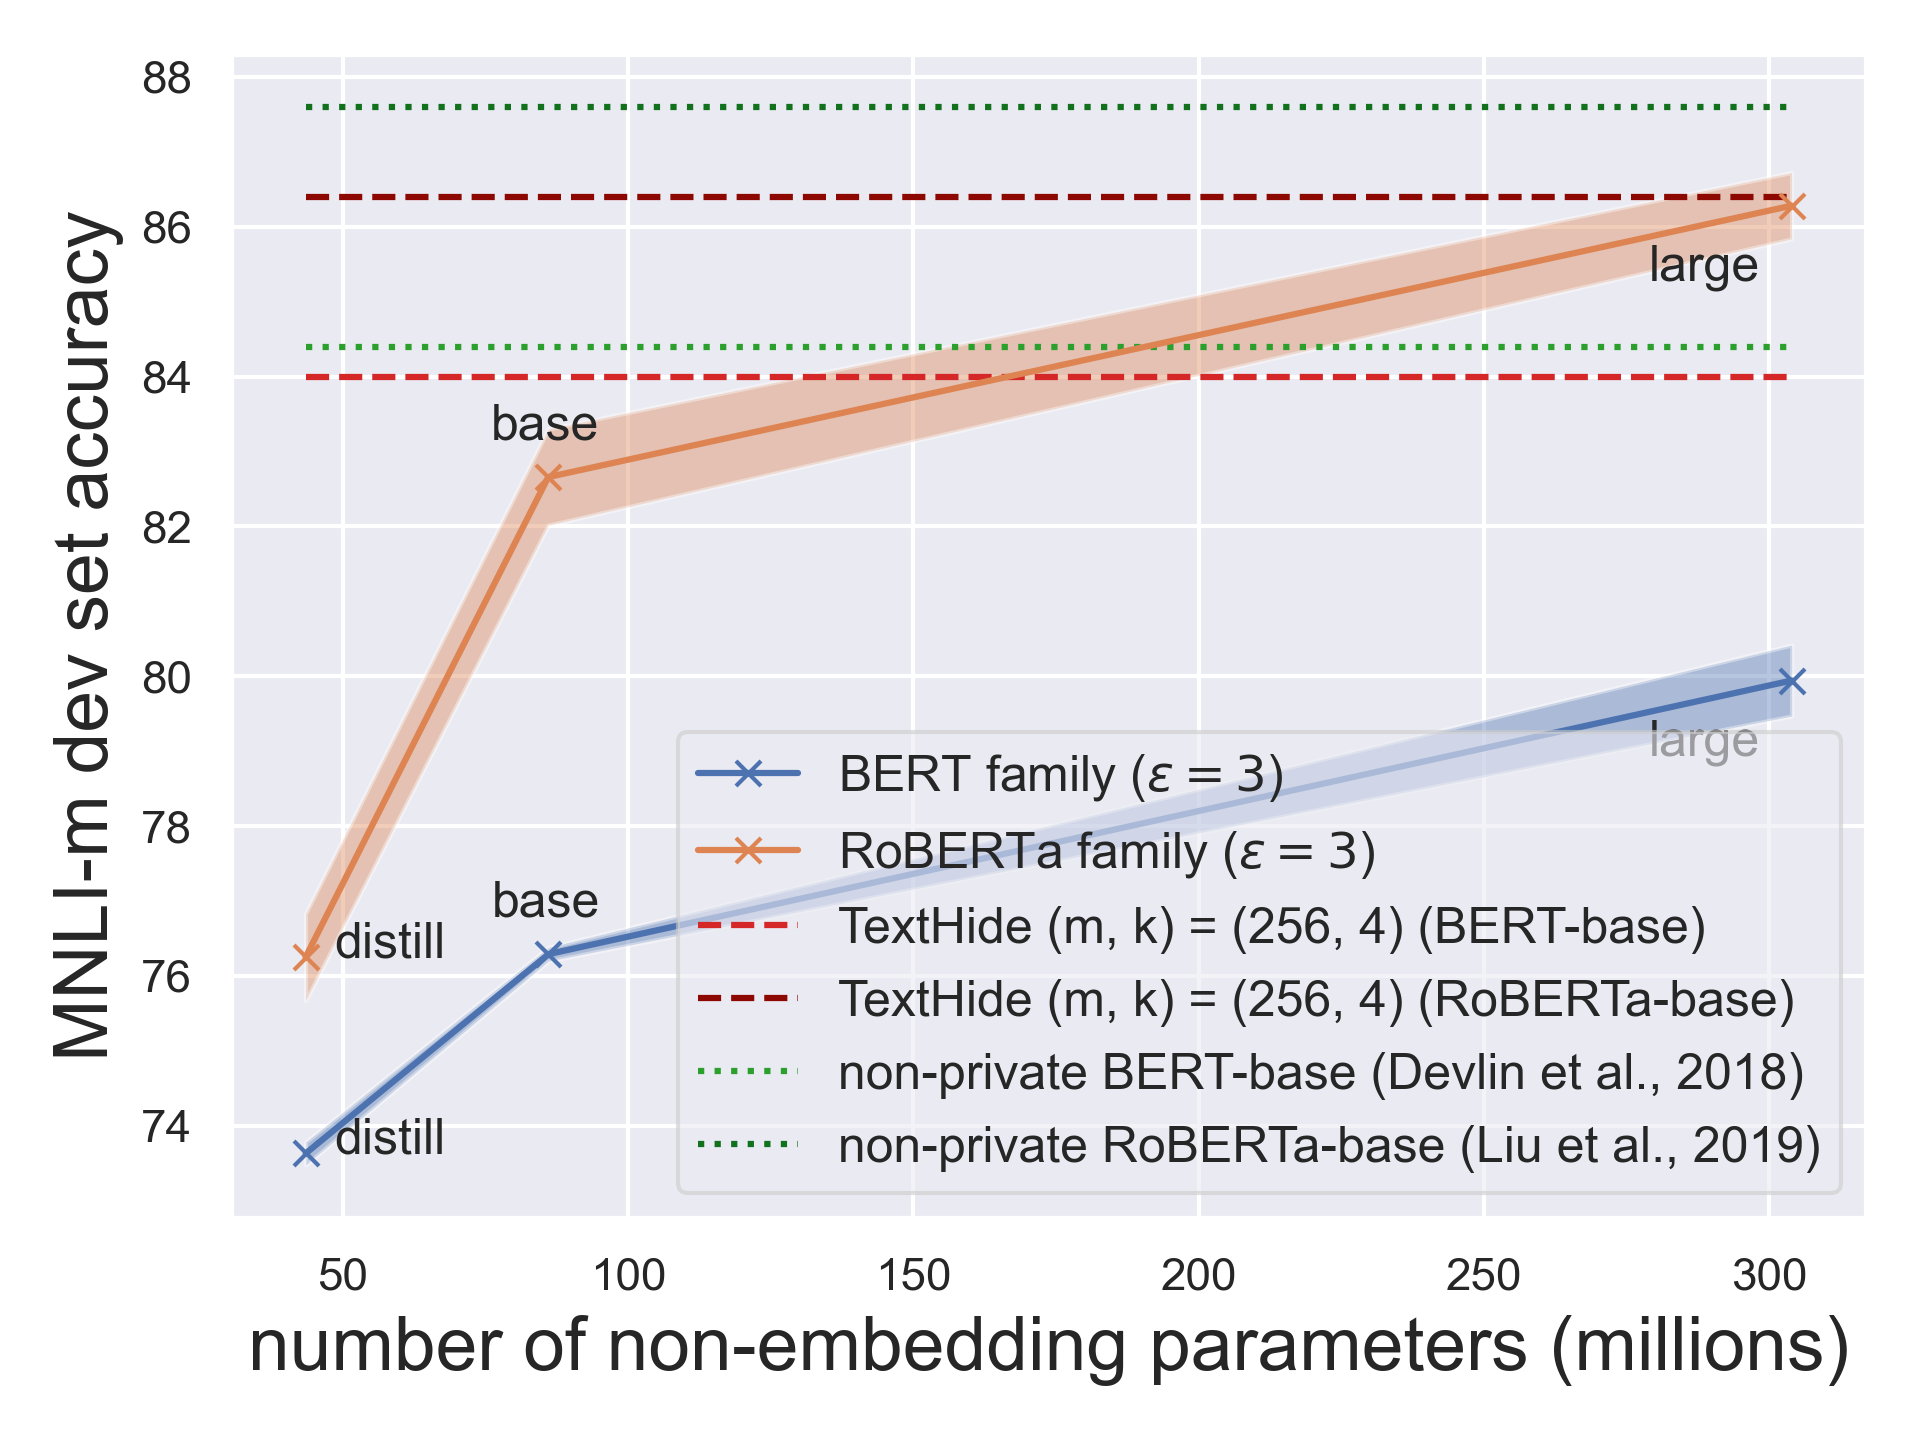 MNLI-m dev set accuracy
88
86
84
82
80
78
76
74
large
base
large
base
distill
distill
BERT family (ε = 3)
RoBERTa family (ε = 3)
TextHide (m, k) = (256, 4) (BERT-base)
TextHide (m, k) = (256, 4) (RoBERTa-base)
non-private BERT-base (Devlin et al., 2018)
non-private RoBERTa-base (Liu et al., 2019)
50 100 150 200 250 300
number of non-embedding parameters (millions)